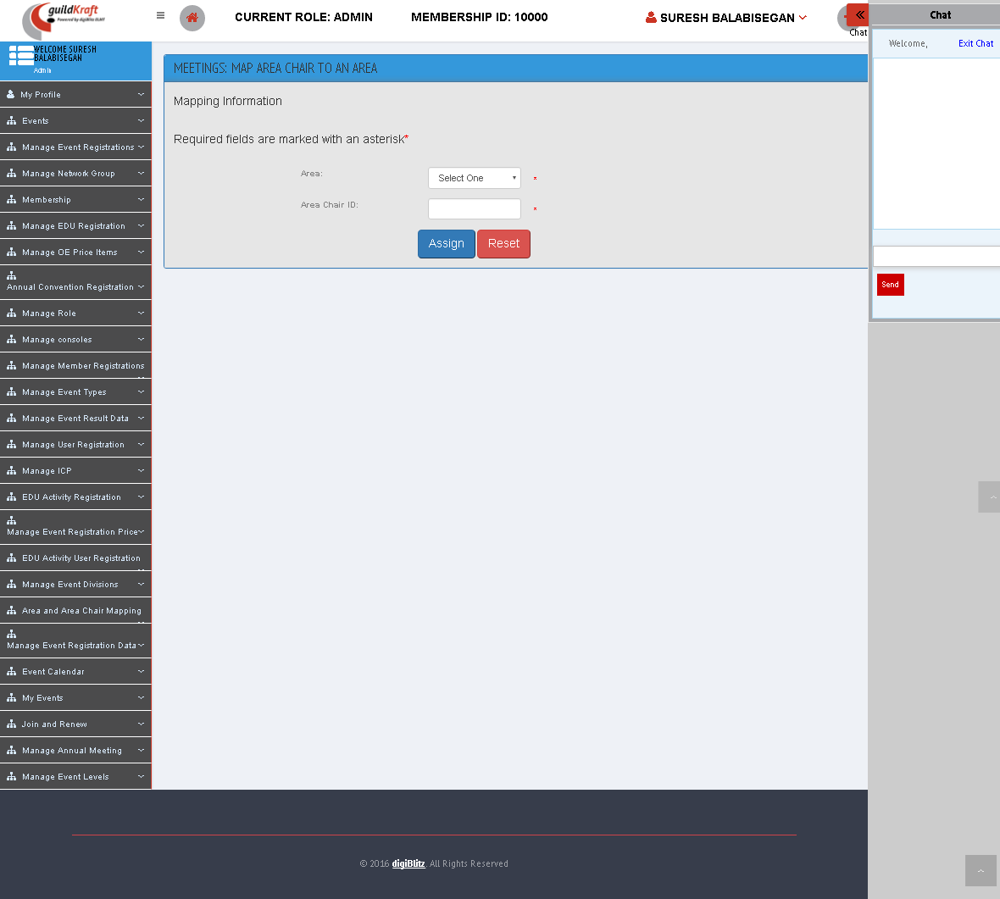 guildKraft
Powered by digiBlitz ELMT
CURRENT ROLE: ADMIN
MEMBERSHIP ID: 10000
SURESH BALABISEGAN
Chat
Chat
Welcome,
Exit Chat
Send
WELCOME SURESH
BALABISEGAN
Admin
My Profile
Events
Manage Event Registrations
Manage Network Group
Membership
Manage EDU Registration
Manage OE Price Items
Annual Convention Registration
Manage Role
Manage consoles
Manage Member Registrations
Manage Event Types
Manage Event Result Data
Manage User Registration
Manage ICP
EDU Activity Registration
Manage Event Registration Price
EDU Activity User Registration
Manage Event Divisions
Area and Area Chair Mapping
Manage Event Registration Data
Event Calendar
My Events
Join and Renew
Manage Annual Meeting
Manage Event Levels
MEETINGS: MAP AREA CHAIR TO AN AREA
Mapping Information
Required fields are marked with an asterisk*
Area:
Select One
*
Area Chair ID:
*
Assign
Reset
© 2016 digiBlitz. All Rights Reserved